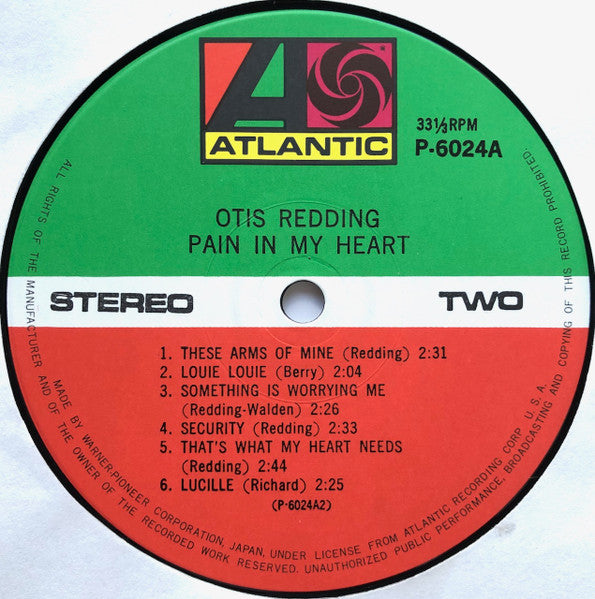 ATLANTIC
33⅓RPM
P-6024A
OTIS REDDING
PAIN IN MY HEART
STEREO
TWO
1. THESE ARMS OF MINE (Redding) 2:31
2. LOUIE LOUIE (Berry) 2:04
3. SOMETHING IS WORRYING ME
(Redding-Walden) 2:26
4. SECURITY (Redding) 2:33
5. THAT'S WHAT MY HEART NEEDS
(Redding) 2:44
6. LUCILLE (Richard) 2:25
(P-6024A2)
MADE BY WARNER-PIONEER CORPORATION, JAPAN, UNDER LICENSE FROM ATLANTIC RECORDING CORP. U.S.A.
ALL RIGHTS OF THE MANUFACTURER AND OF THE OWNER OF THE RECORDED WORK RESERVED. UNAUTHORIZED PUBLIC PERFORMANCE, BROADCASTING AND COPYING OF THIS RECORD PROHIBITED.